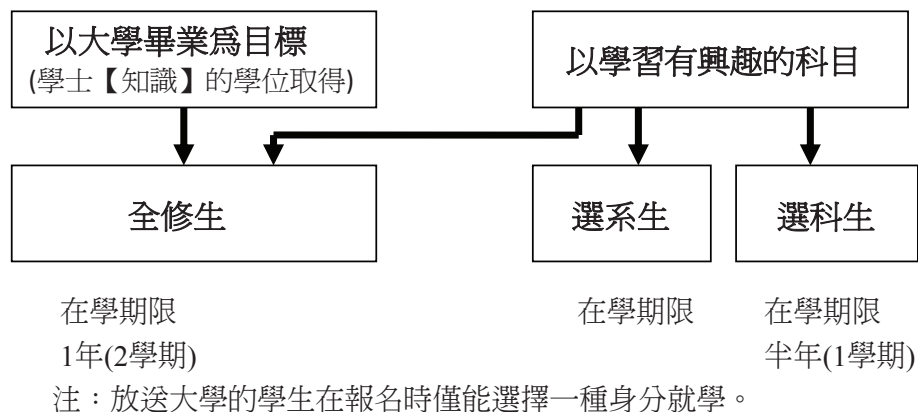 以大學畢業爲目標
(學士【知識】的學位取得)
以學習有興趣的科目
全修生
選系生
選科生
在學期限
1年(2學期)
在學期限
在學期限
半年(1學期)
注：放送大學的學生在報名時僅能選擇一種身分就學。